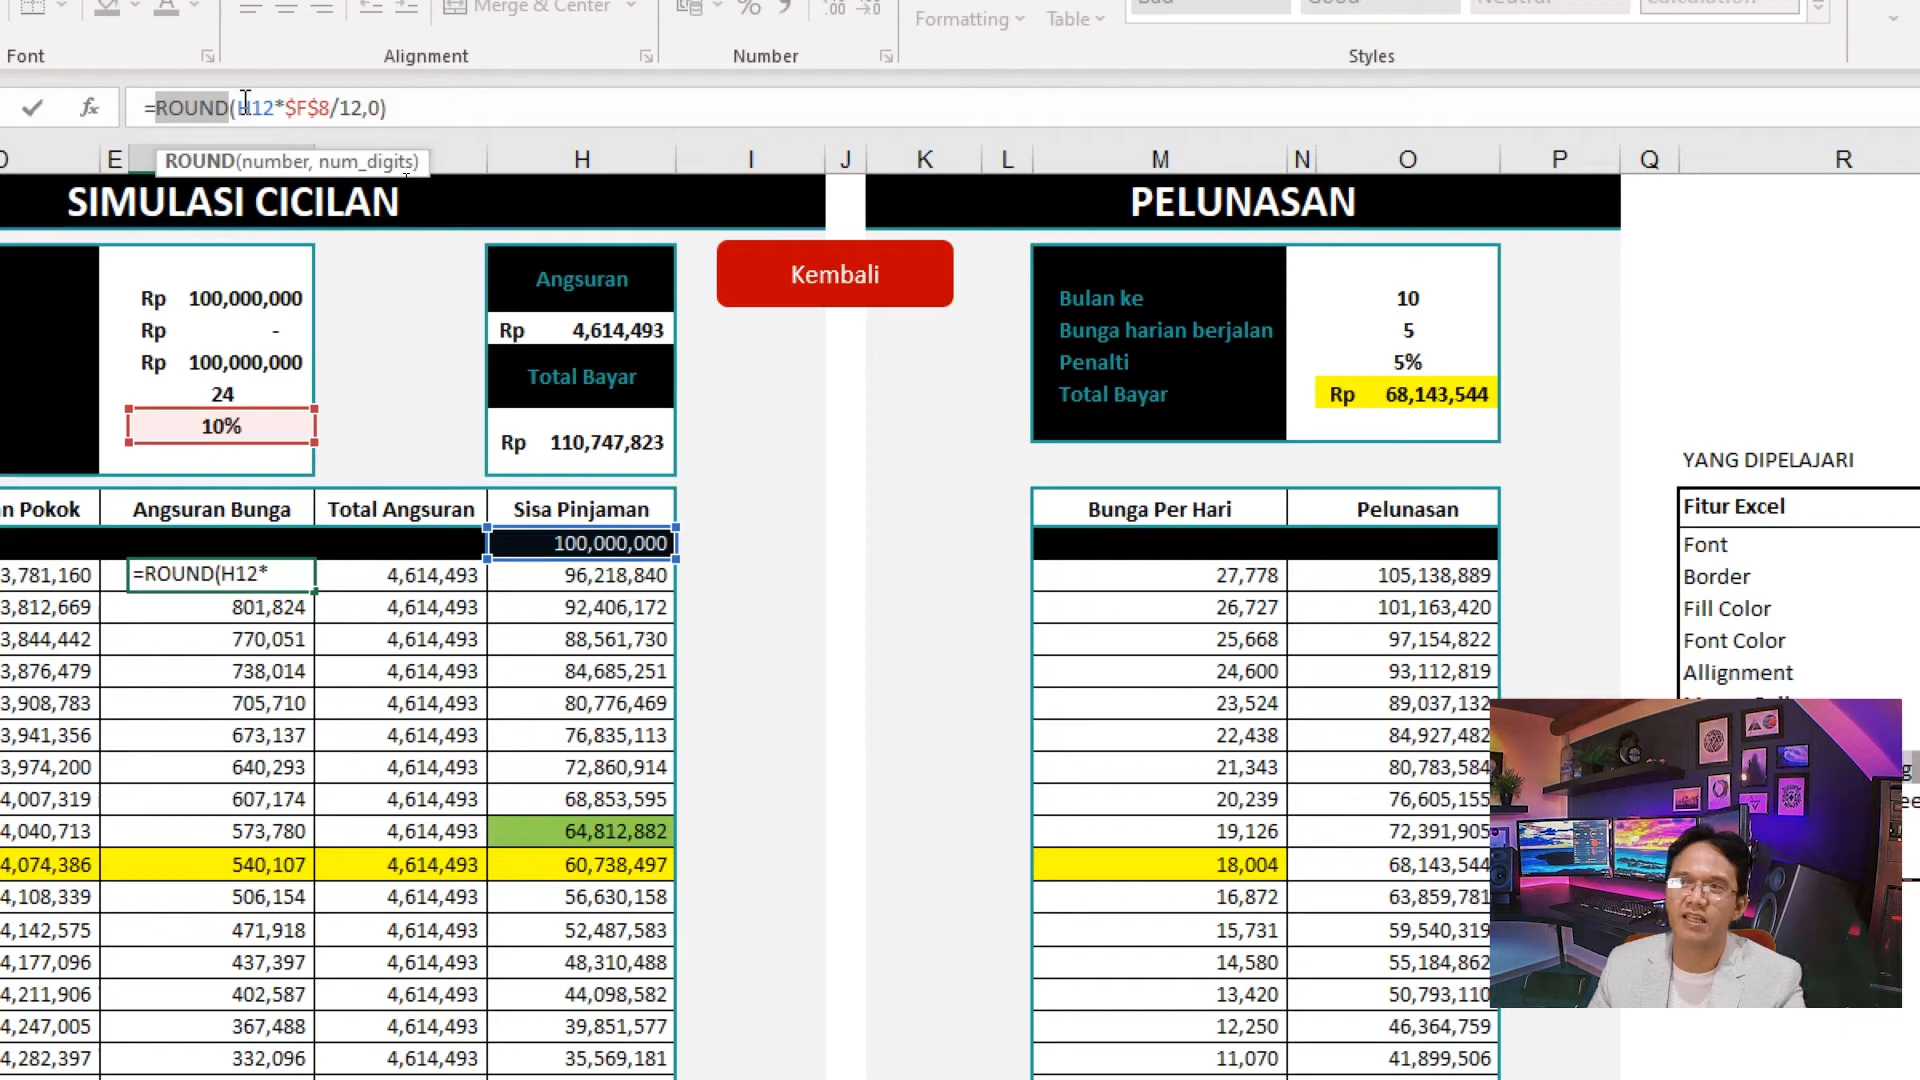 Merge & Center
%
Formatting
Table
Bad
Good
Neutral
Calculation
Font
Alignment
Number
Styles
fx
=ROUND(H12*$F$8/12,0)
E
H
I
J
K
L
M
N
O
P
Q
R
ROUND(number, num_digits)
SIMULASI CICILAN
PELUNASAN
Rp 100,000,000
Rp -
Rp 100,000,000
24
10%
Angsuran
Rp 4,614,493
Total Bayar
Rp 110,747,823
Kembali
Bulan ke 10
Bunga harian berjalan 5
Penalti 5%
Total Bayar Rp 68,143,544
YANG DIPELAJARI
n Pokok Angsuran Bunga Total Angsuran Sisa Pinjaman
Bunga Per Hari Pelunasan
Fitur Excel
100,000,000
3,781,160 =ROUND(H12* 4,614,493 96,218,840 27,778 105,138,889
3,812,669 801,824 4,614,493 92,406,172 26,727 101,163,420
3,844,442 770,051 4,614,493 88,561,730 25,668 97,154,822
3,876,479 738,014 4,614,493 84,685,251 24,600 93,112,819
3,908,783 705,710 4,614,493 80,776,469 23,524 89,037,132
3,941,356 673,137 4,614,493 76,835,113 22,438 84,927,482
3,974,200 640,293 4,614,493 72,860,914 21,343 80,783,584
4,007,319 607,174 4,614,493 68,853,595 20,239 76,605,155
4,040,713 573,780 4,614,493 64,812,882 19,126 72,391,905
4,074,386 540,107 4,614,493 60,738,497 18,004 68,143,544
4,108,339 506,154 4,614,493 56,630,158 16,872 63,859,781
4,142,575 471,918 4,614,493 52,487,583 15,731 59,540,319
4,177,096 437,397 4,614,493 48,310,488 14,580 55,184,862
4,211,906 402,587 4,614,493 44,098,582 13,420 50,793,110
4,247,005 367,488 4,614,493 39,851,577 12,250 46,364,759
4,282,397 332,096 4,614,493 35,569,181 11,070 41,899,506
Font
Border
Fill Color
Font Color
Allignment